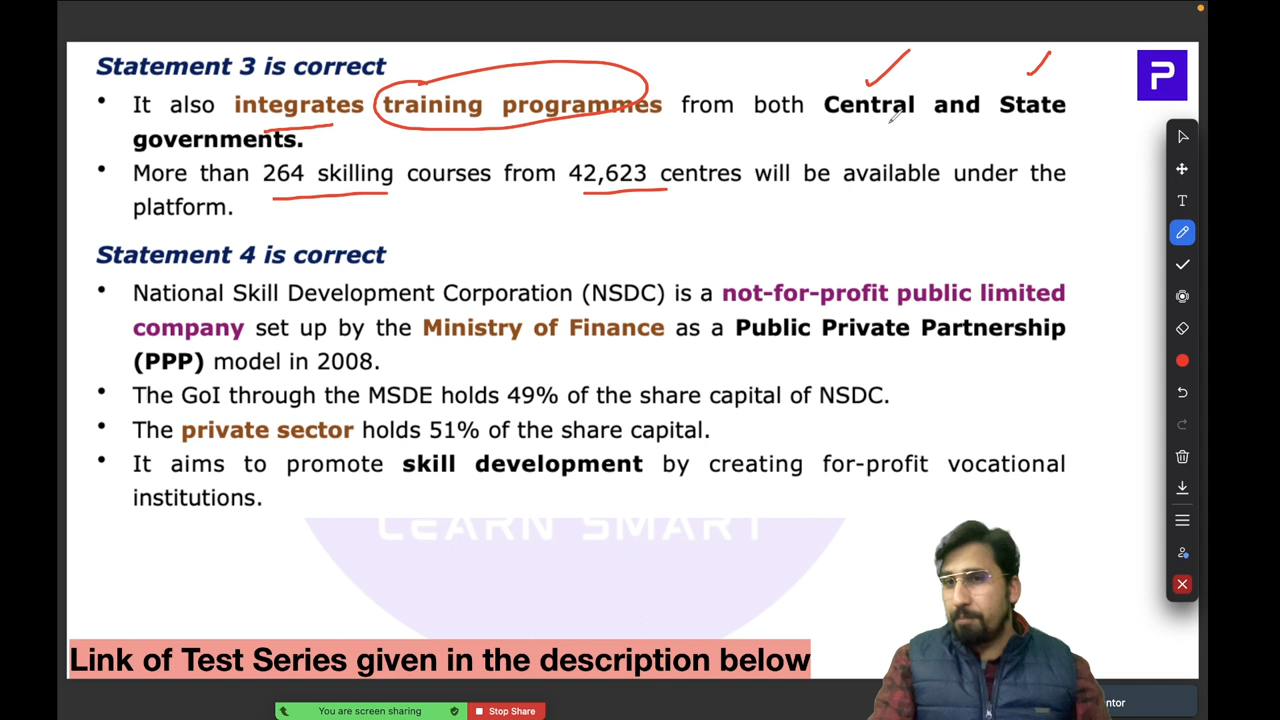 Statement 3 is correct
• It also integrates training programmes from both Central and State
governments.
• More than 264 skilling courses from 42,623 centres will be available under the
platform.
Statement 4 is correct
• National Skill Development Corporation (NSDC) is a not-for-profit public limited
company set up by the Ministry of Finance as a Public Private Partnership
(PPP) model in 2008.
• The GoI through the MSDE holds 49% of the share capital of NSDC.
• The private sector holds 51% of the share capital.
• It aims to promote skill development by creating for-profit vocational
institutions.
LEARN SMART
Link of Test Series given in the description below
You are screen sharing
Stop Share
ntor
P
T